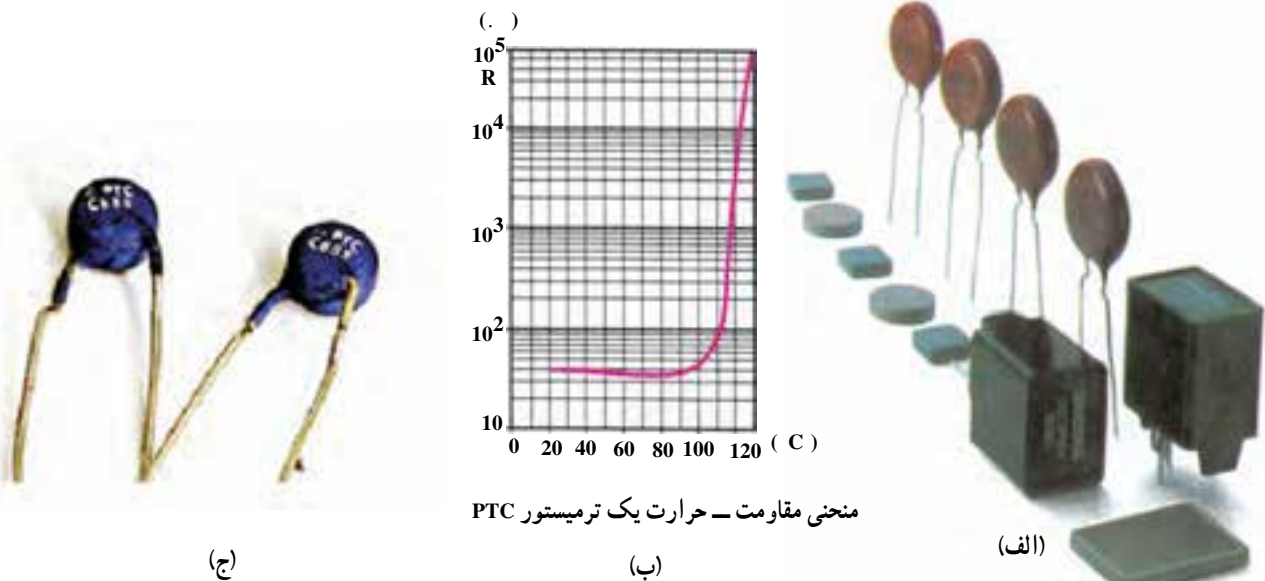 PTC
PTC
( . )
10⁵
R
10⁴
10³
10²
10
0 20 40 60 80 100 120 ( C )
منحنی مقاومت ــ حرارت یک ترمیستور PTC
(الف)
(ب)
(ج)